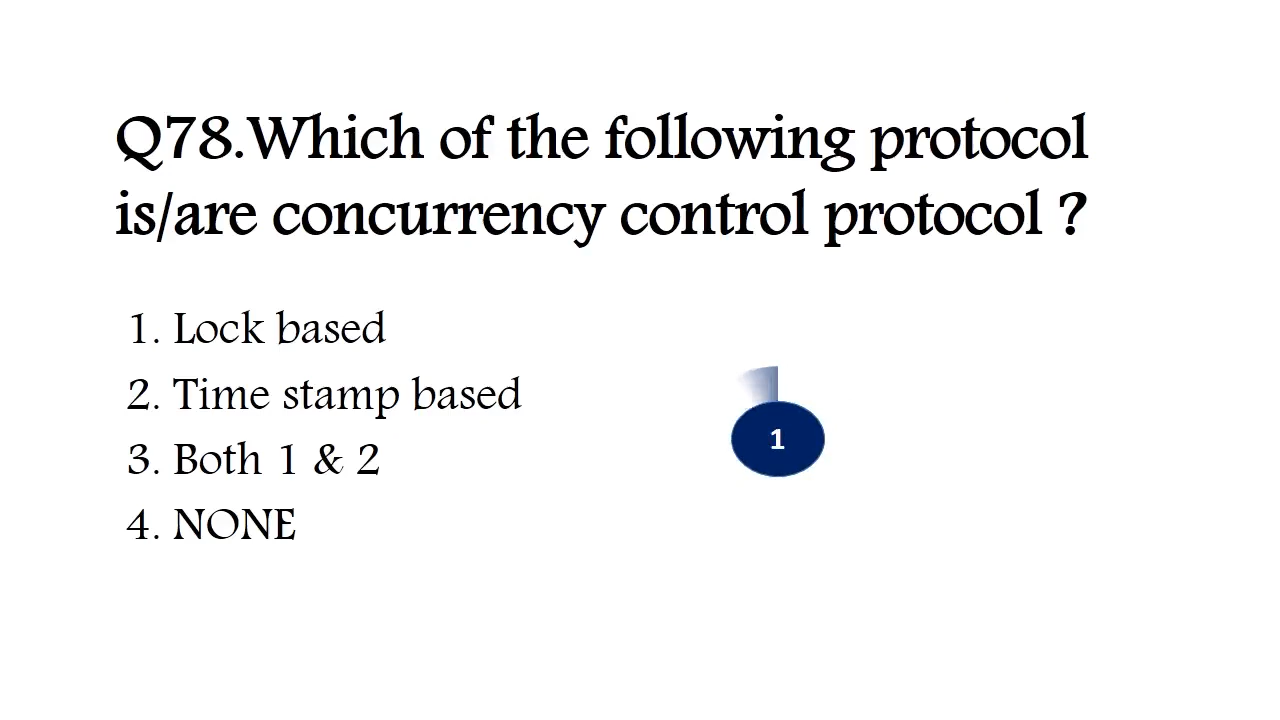 Q78.Which of the following protocol
is/are concurrency control protocol ?
1. Lock based
2. Time stamp based
3. Both 1 & 2
4. NONE
1